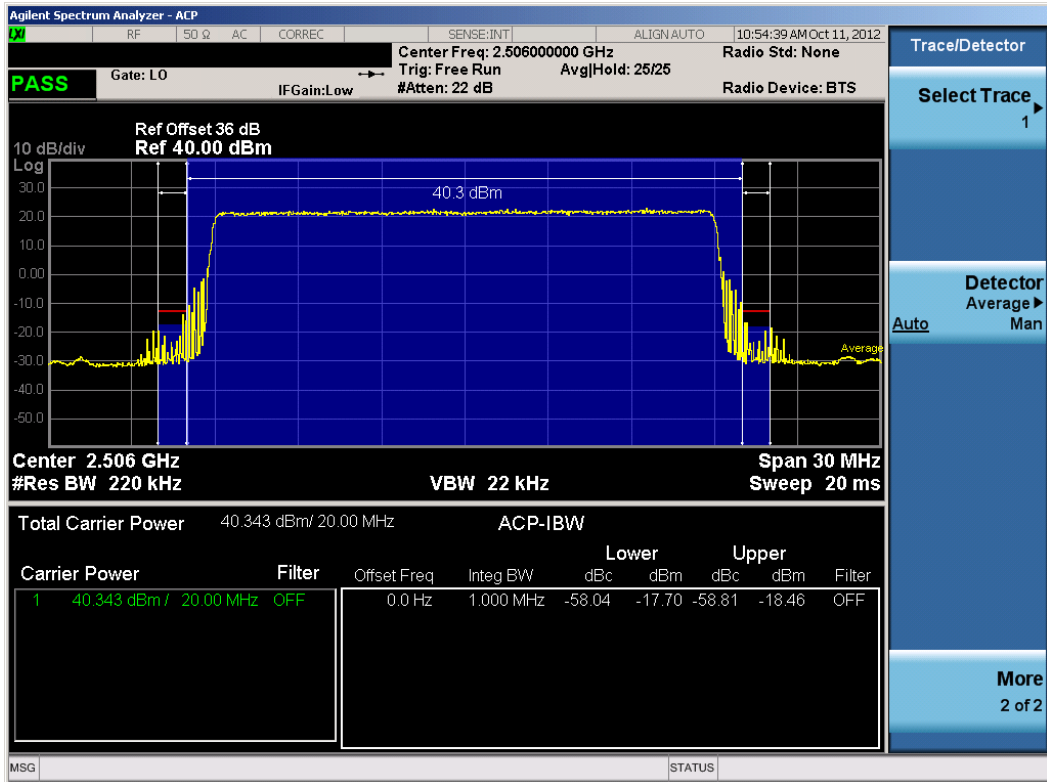 Agilent Spectrum Analyzer - ACP
LXI RF 50 Ω AC CORREC SENSE:INT ALIGN AUTO 10:54:39 AM Oct 11, 2012
Center Freq: 2.506000000 GHz Radio Std: None
PASS Gate: LO Trig: Free Run Avg|Hold: 25/25
IFGain:Low #Atten: 22 dB Radio Device: BTS
Ref Offset 36 dB
10 dB/div Ref 40.00 dBm
Log
30.0
20.0
10.0
0.00
-10.0
-20.0
-30.0
-40.0
-50.0
40.3 dBm
Average
Center 2.506 GHz Span 30 MHz
#Res BW 220 kHz VBW 22 kHz Sweep 20 ms
Total Carrier Power 40.343 dBm/ 20.00 MHz ACP-IBW
Lower Upper
Carrier Power Filter Offset Freq Integ BW dBc dBm dBc dBm Filter
1 40.343 dBm / 20.00 MHz OFF 0.0 Hz 1.000 MHz -58.04 -17.70 -58.81 -18.46 OFF
MSG STATUS
Trace/Detector
Select Trace
1
Detector
Average
Auto Man
More
2 of 2